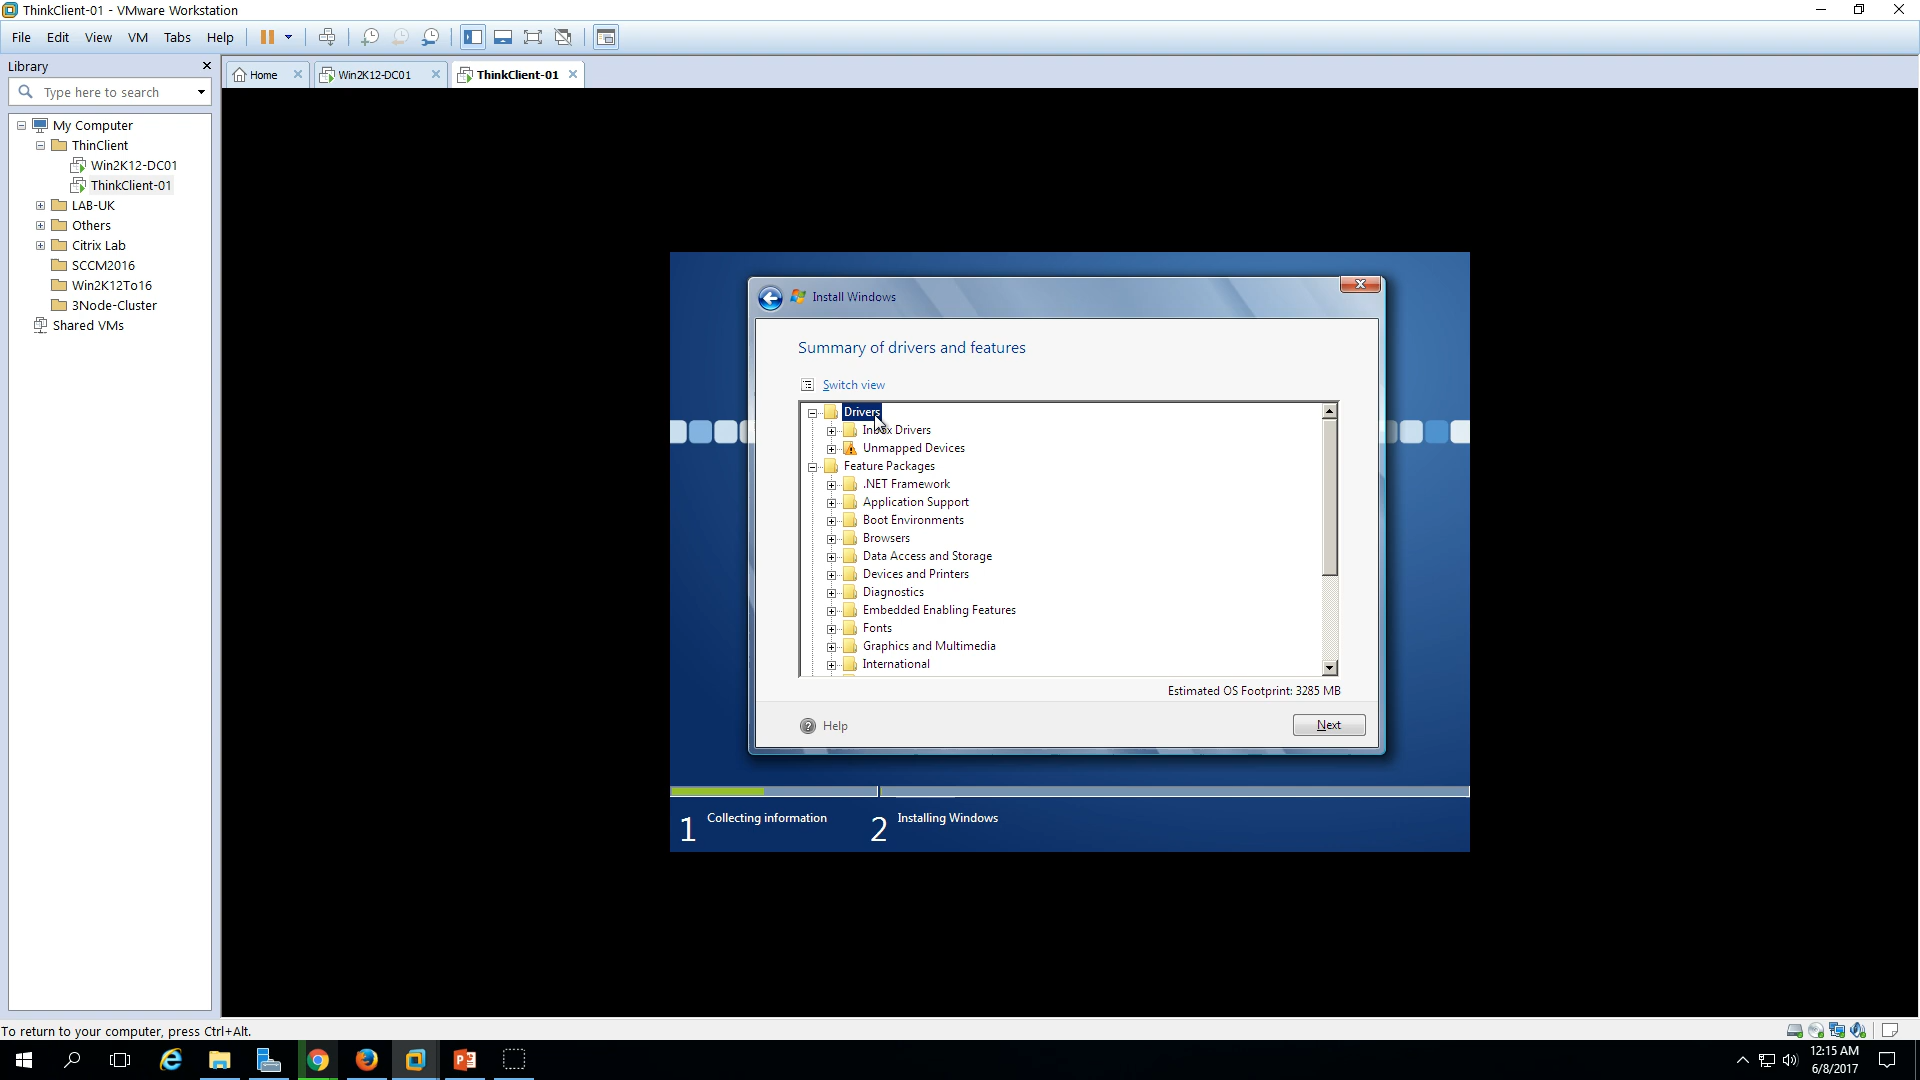 ThinkClient-01 - VMware Workstation
File Edit View VM Tabs Help
Library
Type here to search
My Computer
ThinClient
Win2K12-DC01
ThinkClient-01
LAB-UK
Others
Citrix Lab
SCCM2016
Win2K12To16
3Node-Cluster
Shared VMs
Home Win2K12-DC01 ThinkClient-01
Install Windows
Summary of drivers and features
Switch view
Drivers
Inbox Drivers
Unmapped Devices
Feature Packages
.NET Framework
Application Support
Boot Environments
Browsers
Data Access and Storage
Devices and Printers
Diagnostics
Embedded Enabling Features
Fonts
Graphics and Multimedia
International
Estimated OS Footprint: 3285 MB
Help
Next
1 Collecting information
2 Installing Windows
To return to your computer, press Ctrl+Alt.
12:15 AM
6/8/2017